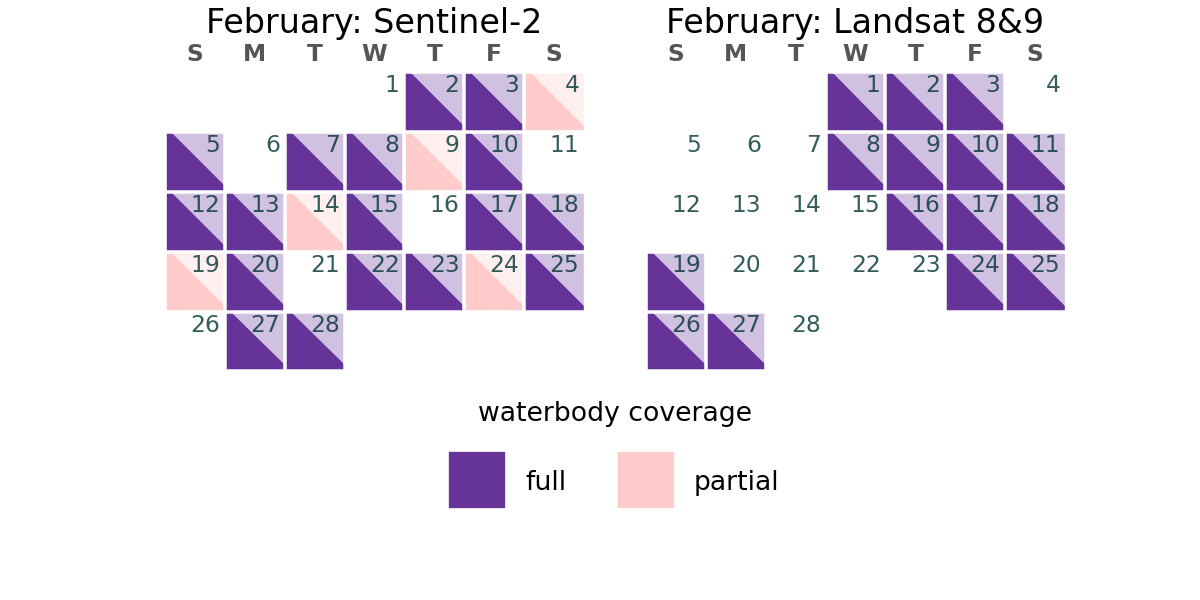 February: Sentinel-2
S M T W T F S
1 2 3 4
5 6 7 8 9 10 11
12 13 14 15 16 17 18
19 20 21 22 23 24 25
26 27 28
February: Landsat 8&9
S M T W T F S
1 2 3 4
5 6 7 8 9 10 11
12 13 14 15 16 17 18
19 20 21 22 23 24 25
26 27 28
waterbody coverage
full partial